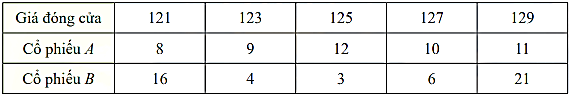 Giá đóng cửa 121 123 125 127 129
Cổ phiếu A 8 9 12 10 11
Cổ phiếu B 16 4 3 6 21